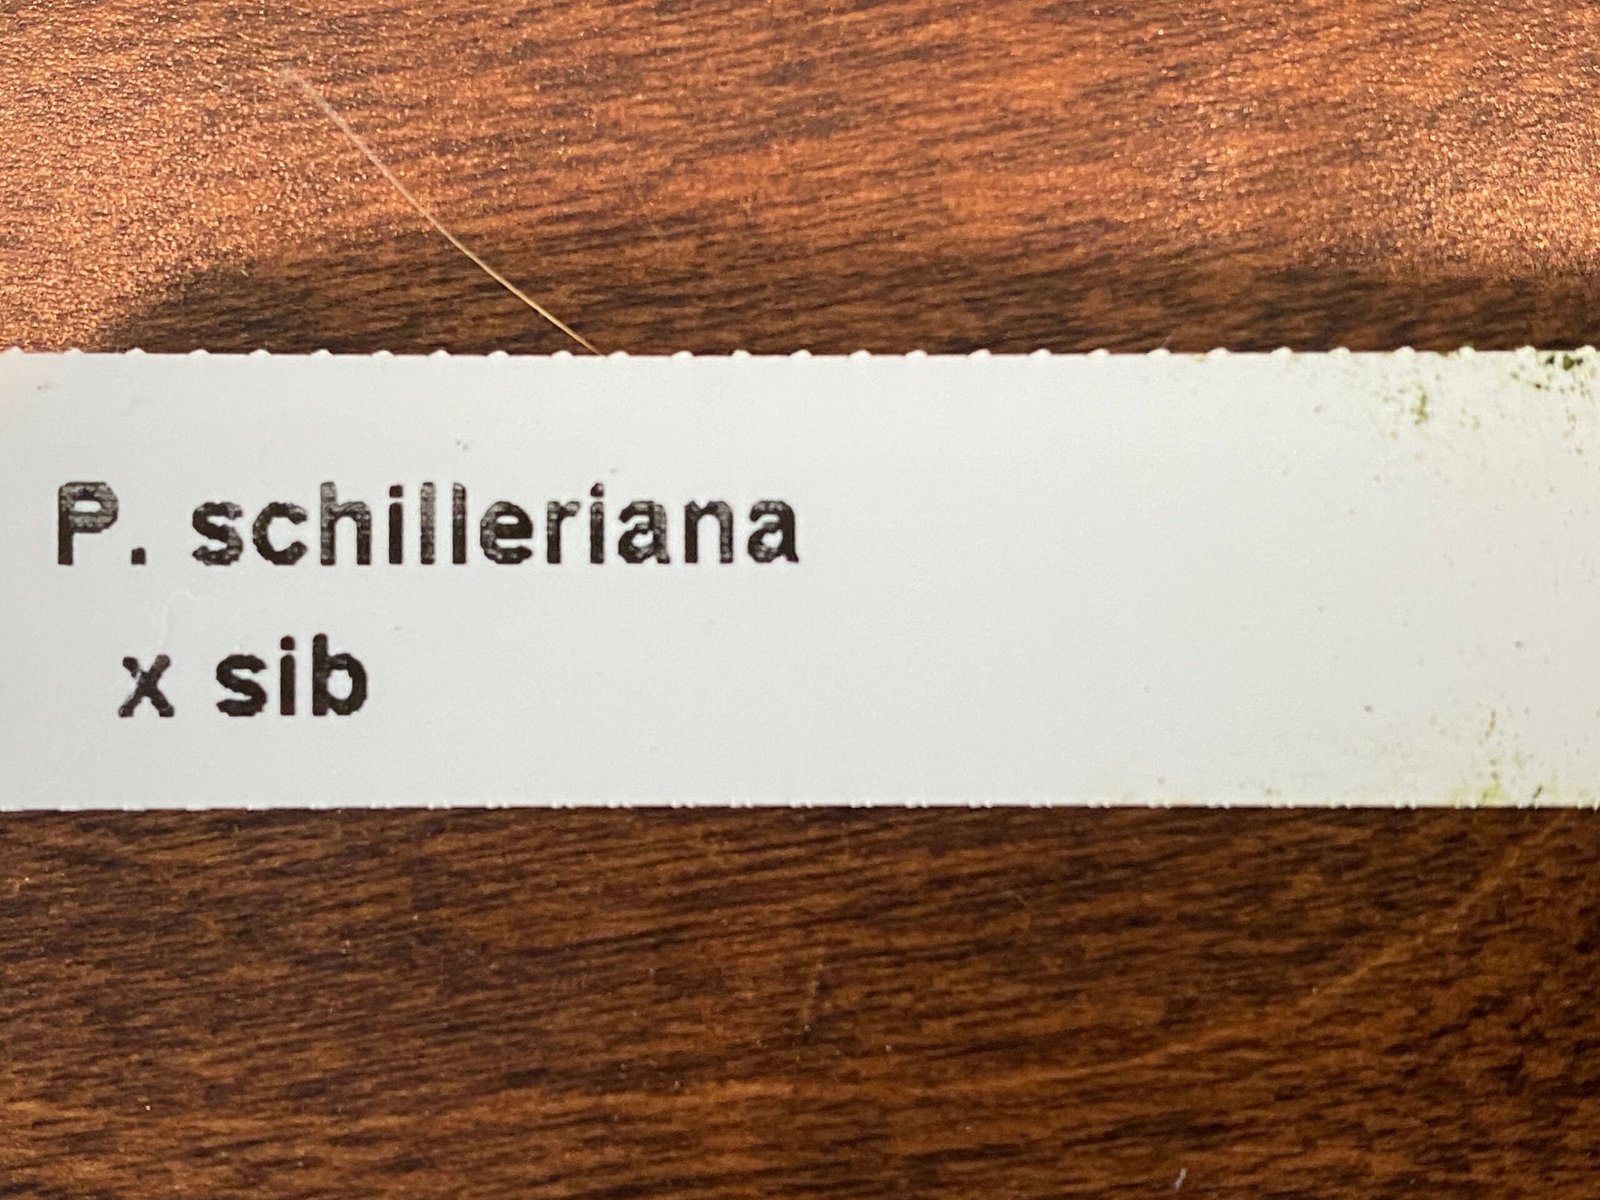 P. schilleriana
x sib